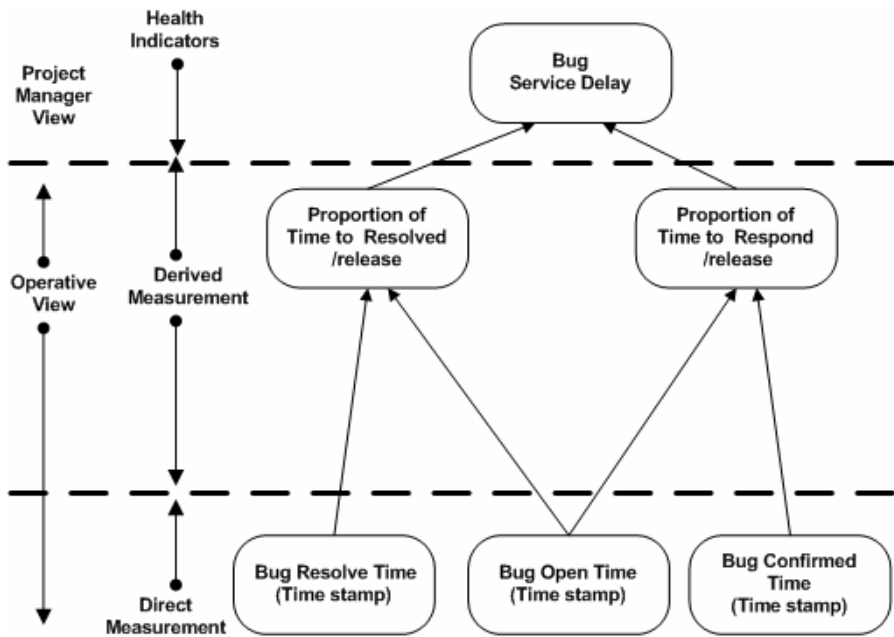 Health
Indicators
Project
Manager
View
Bug
Service Delay
Proportion of
Time to Resolved
/release
Proportion of
Time to Respond
/release
Operative
View
Derived
Measurement
Bug Resolve Time
(Time stamp)
Bug Open Time
(Time stamp)
Bug Confirmed
Time
(Time stamp)
Direct
Measurement